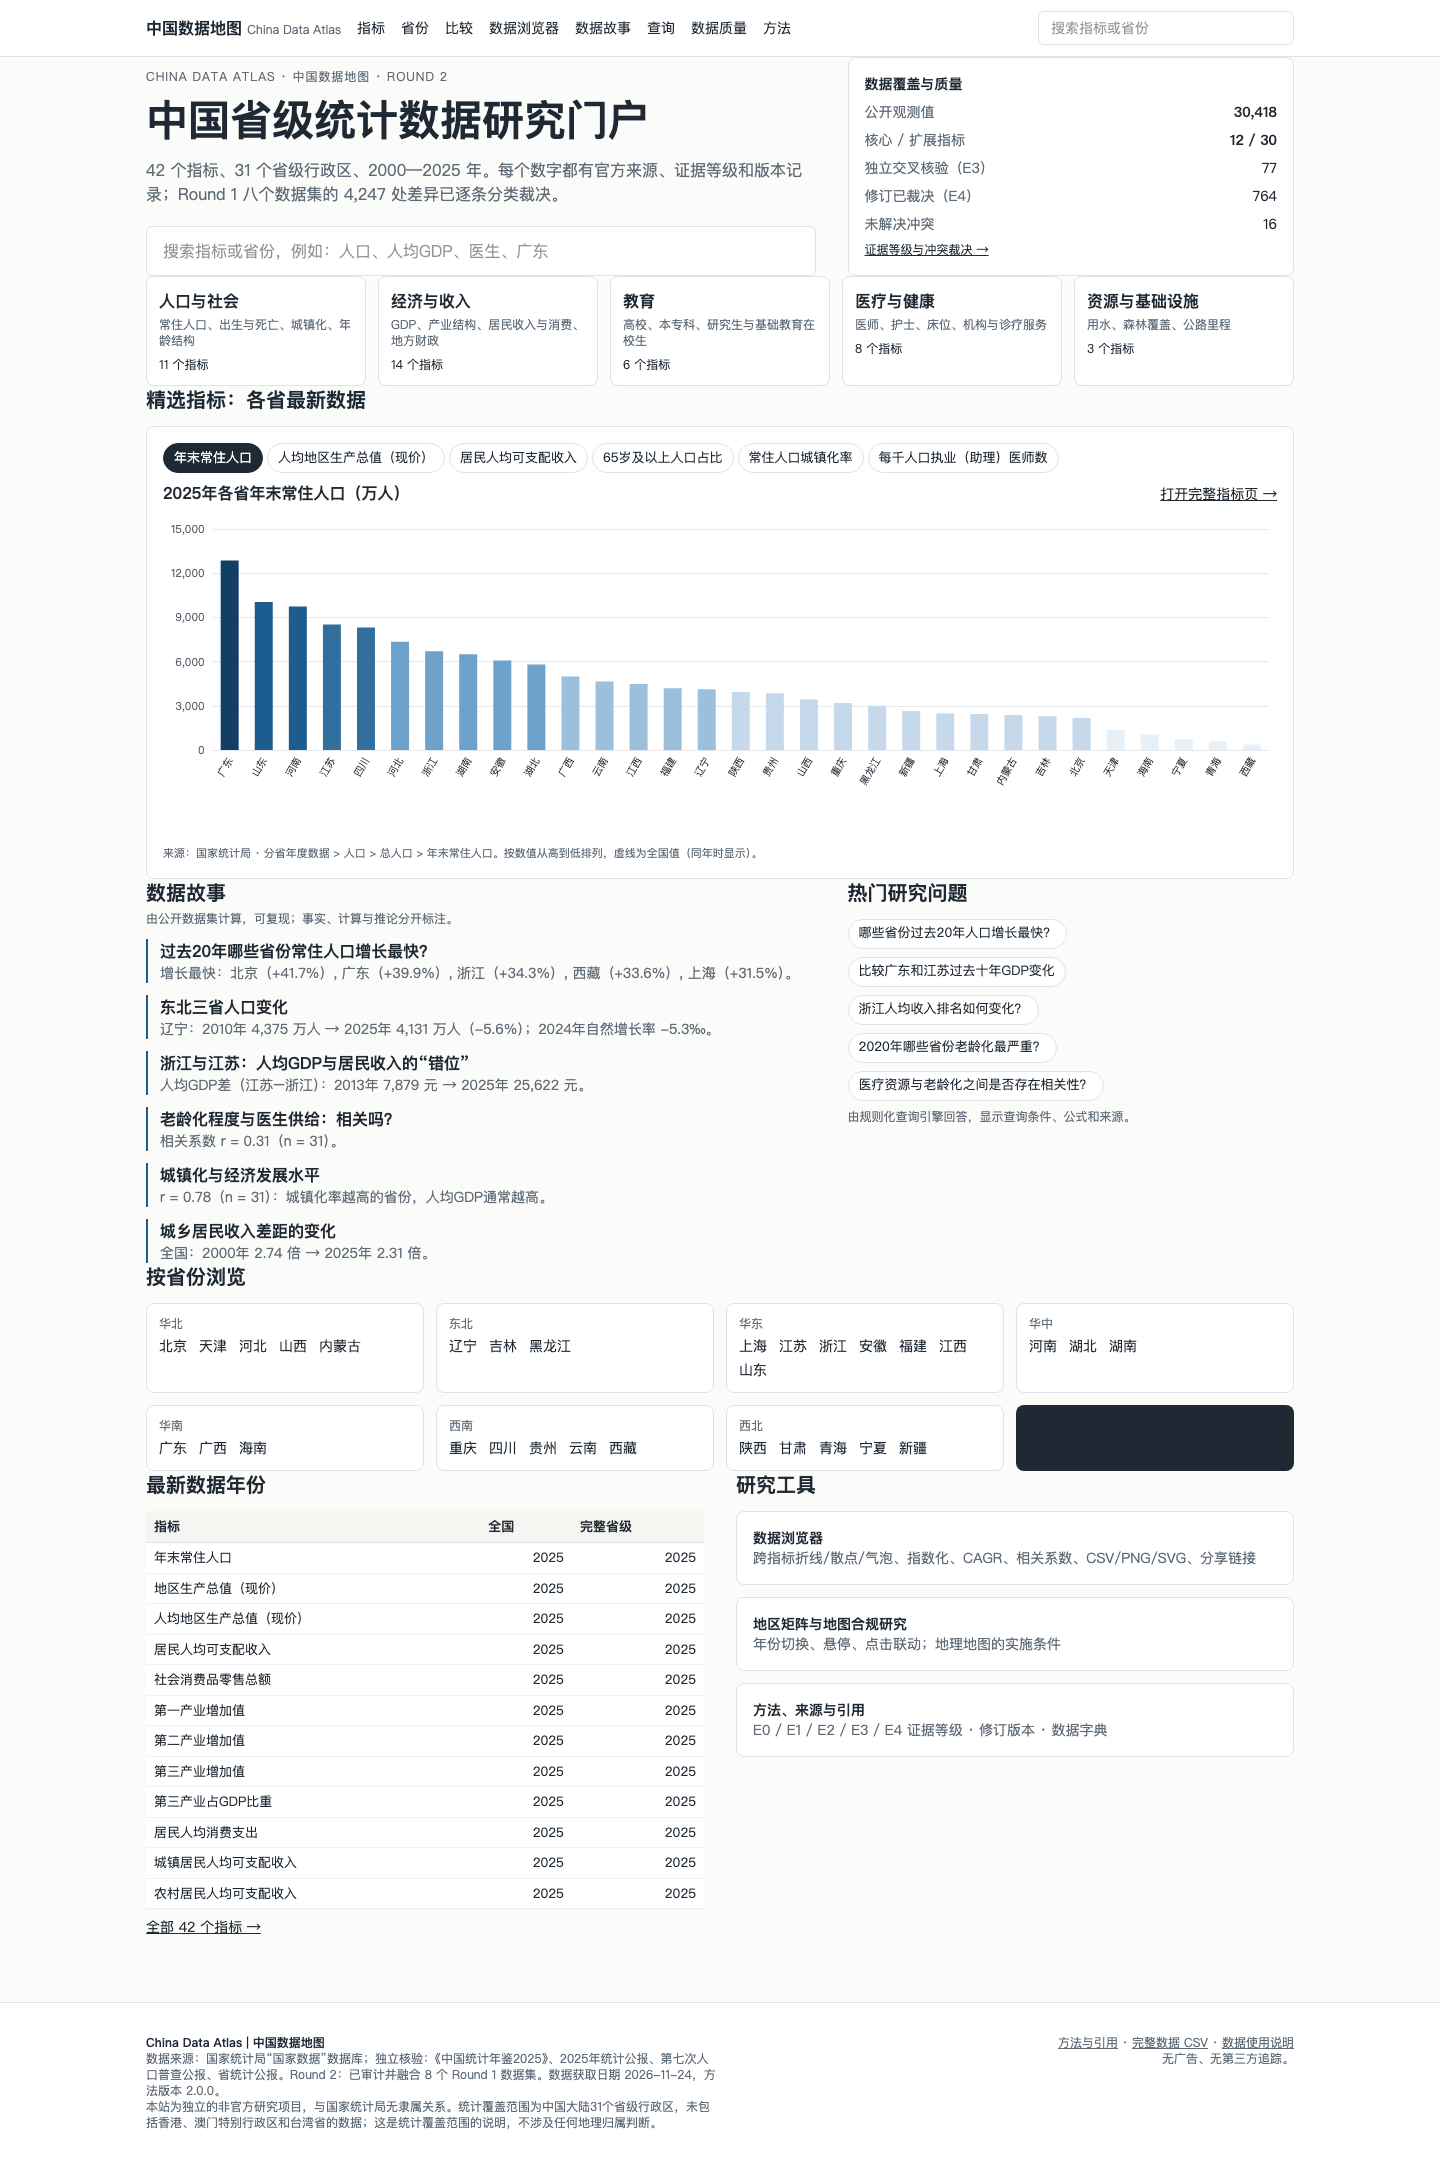 中国数据地图 China Data Atlas 指标 省份 比较 数据浏览器 数据故事 查询 数据质量 方法 搜索指标或省份
CHINA DATA ATLAS · 中国数据地图 · ROUND 2
中国省级统计数据研究门户
42 个指标、31 个省级行政区、2000—2025 年。每个数字都有官方来源、证据等级和版本记
录；Round 1 八个数据集的 4,247 处差异已逐条分类裁决。
搜索指标或省份，例如：人口、人均GDP、医生、广东
数据覆盖与质量
公开观测值 30,418
核心 / 扩展指标 12 / 30
独立交叉核验（E3） 77
修订已裁决（E4） 764
未解决冲突 16
证据等级与冲突裁决 →
人口与社会
常住人口、出生与死亡、城镇化、年
龄结构
11 个指标
经济与收入
GDP、产业结构、居民收入与消费、
地方财政
14 个指标
教育
高校、本专科、研究生与基础教育在
校生
6 个指标
医疗与健康
医师、护士、床位、机构与诊疗服务
8 个指标
资源与基础设施
用水、森林覆盖、公路里程
3 个指标
精选指标：各省最新数据
年末常住人口 人均地区生产总值（现价） 居民人均可支配收入 65岁及以上人口占比 常住人口城镇化率 每千人口执业（助理）医师数
2025年各省年末常住人口（万人） 打开完整指标页 →
15,000
12,000
9,000
6,000
3,000
0
广东 山东 河南 江苏 四川 河北 浙江 湖南 安徽 湖北 广西 云南 江西 福建 辽宁 陕西 贵州 山西 重庆 黑龙江 新疆 上海 甘肃 内蒙古 吉林 北京 天津 海南 宁夏 青海 西藏
来源：国家统计局 · 分省年度数据 > 人口 > 总人口 > 年末常住人口。按数值从高到低排列，虚线为全国值（同年时显示）。
数据故事
由公开数据集计算，可复现；事实、计算与推论分开标注。
过去20年哪些省份常住人口增长最快？
增长最快：北京（+41.7%）, 广东（+39.9%）, 浙江（+34.3%）, 西藏（+33.6%）, 上海（+31.5%）。
东北三省人口变化
辽宁：2010年 4,375 万人 → 2025年 4,131 万人（−5.6%）；2024年自然增长率 −5.3‰。
浙江与江苏：人均GDP与居民收入的“错位”
人均GDP差（江苏−浙江）：2013年 7,879 元 → 2025年 25,622 元。
老龄化程度与医生供给：相关吗？
相关系数 r = 0.31（n = 31）。
城镇化与经济发展水平
r = 0.78（n = 31）：城镇化率越高的省份，人均GDP通常越高。
城乡居民收入差距的变化
全国：2000年 2.74 倍 → 2025年 2.31 倍。
热门研究问题
哪些省份过去20年人口增长最快？
比较广东和江苏过去十年GDP变化
浙江人均收入排名如何变化？
2020年哪些省份老龄化最严重？
医疗资源与老龄化之间是否存在相关性？
由规则化查询引擎回答，显示查询条件、公式和来源。
按省份浏览
华北
北京 天津 河北 山西 内蒙古
东北
辽宁 吉林 黑龙江
华东
上海 江苏 浙江 安徽 福建 江西
山东
华中
河南 湖北 湖南
华南
广东 广西 海南
西南
重庆 四川 贵州 云南 西藏
西北
陕西 甘肃 青海 宁夏 新疆
最新数据年份
指标 全国 完整省级
年末常住人口 2025 2025
地区生产总值（现价） 2025 2025
人均地区生产总值（现价） 2025 2025
居民人均可支配收入 2025 2025
社会消费品零售总额 2025 2025
第一产业增加值 2025 2025
第二产业增加值 2025 2025
第三产业增加值 2025 2025
第三产业占GDP比重 2025 2025
居民人均消费支出 2025 2025
城镇居民人均可支配收入 2025 2025
农村居民人均可支配收入 2025 2025
全部 42 个指标 →
研究工具
数据浏览器
跨指标折线/散点/气泡、指数化、CAGR、相关系数、CSV/PNG/SVG、分享链接
地区矩阵与地图合规研究
年份切换、悬停、点击联动；地理地图的实施条件
方法、来源与引用
E0 / E1 / E2 / E3 / E4 证据等级 · 修订版本 · 数据字典
China Data Atlas | 中国数据地图
数据来源：国家统计局“国家数据”数据库；独立核验：《中国统计年鉴2025》、2025年统计公报、第七次人
口普查公报、省统计公报。Round 2：已审计并融合 8 个 Round 1 数据集。数据获取日期 2026-11-24，方
法版本 2.0.0。
本站为独立的非官方研究项目，与国家统计局无隶属关系。统计覆盖范围为中国大陆31个省级行政区，未包
括香港、澳门特别行政区和台湾省的数据；这是统计覆盖范围的说明，不涉及任何地理归属判断。
方法与引用 · 完整数据 CSV · 数据使用说明
无广告、无第三方追踪。